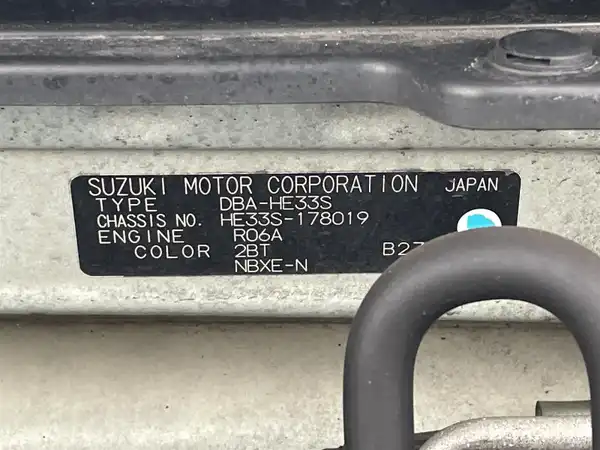 SUZUKI MOTOR CORPORATION JAPAN
TYPE DBA-HE33S
CHASSIS NO. HE33S-178019
ENGINE R06A
COLOR 2BT
NBXE-N